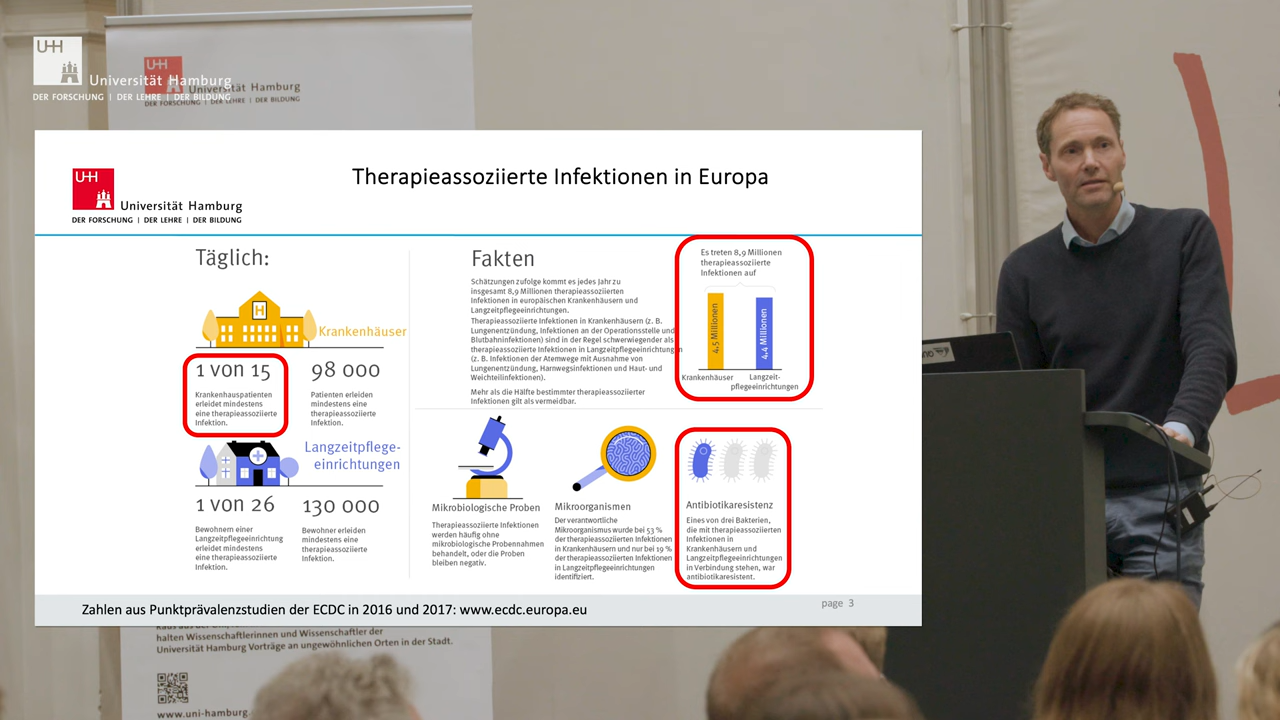 UHH
Universität Hamburg
DER FORSCHUNG | DER LEHRE | DER BILDUNG
UHH
Universität Hamburg
DER FORSCHUNG | DER LEHRE | DER BILDUNG
UHH
Universität Hamburg
DER FORSCHUNG | DER LEHRE | DER BILDUNG
Therapieassoziierte Infektionen in Europa
Täglich:
H
Krankenhäuser
1 von 15
Krankenhauspatienten
erleidet mindestens
eine therapieassoziierte
Infektion.
98 000
Patienten erleiden
mindestens eine
therapieassoziierte
Infektion.
Langzeitpflege-
einrichtungen
1 von 26
Bewohnern einer
Langzeitpflegeeinrichtung
erleidet mindestens
eine therapieassoziierte
Infektion.
130 000
Bewohner erleiden
mindestens eine
therapieassoziierte
Infektion.
Fakten
Schätzungen zufolge kommt es jedes Jahr zu
insgesamt 8,9 Millionen therapieassoziierten
Infektionen in europäischen Krankenhäusern und
Langzeitpflegeeinrichtungen.
Therapieassoziierte Infektionen in Krankenhäusern (z. B.
Lungenentzündung, Infektionen an der Operationsstelle und
Blutbahninfektionen) sind in der Regel schwerwiegender als
therapieassoziierte Infektionen in Langzeitpflegeeinrichtungen
(z. B. Infektionen der Atemwege mit Ausnahme von
Lungenentzündung, Harnwegsinfektionen und Haut- und
Weichteilinfektionen).
Mehr als die Hälfte bestimmter therapieassoziierter
Infektionen gilt als vermeidbar.
Es treten 8,9 Millionen
therapieassoziierte
Infektionen auf
4,5 Millionen
4,4 Millionen
Krankenhäuser
Langzeit-
pflegeeinrichtungen
Mikrobiologische Proben
Therapieassoziierte Infektionen
werden häufig ohne
mikrobiologische Probennahmen
behandelt, oder die Proben
bleiben negativ.
Mikroorganismen
Der verantwortliche
Mikroorganismus wurde bei 53 %
der therapieassoziierten Infektionen
in Krankenhäusern und nur bei 19 %
der therapieassoziierten Infektionen
in Langzeitpflegeeinrichtungen
identifiziert.
Antibiotikaresistenz
Eines von drei Bakterien,
die mit therapieassoziierten
Infektionen in
Krankenhäusern und
Langzeitpflegeeinrichtungen
in Verbindung stehen, war
antibiotikaresistent.
Zahlen aus Punktprävalenzstudien der ECDC in 2016 und 2017: www.ecdc.europa.eu
page 3
halten Wissenschaftlerinnen und Wissenschaftler der
Universität Hamburg Vorträge an ungewöhnlichen Orten in der Stadt.
www.uni-hamburg.